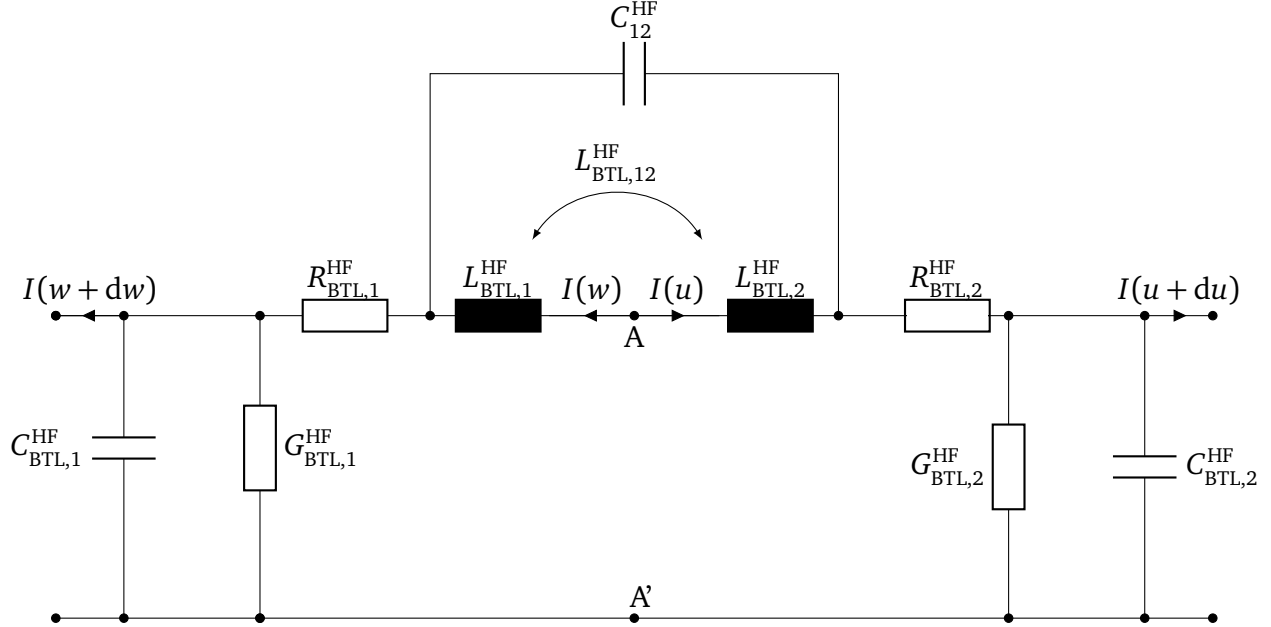 C₁₂ᴴꟳ
L^HF_BTL,12
I(w + dw) R^HF_BTL,1 L^HF_BTL,1 I(w) I(u) L^HF_BTL,2 R^HF_BTL,2 I(u + du)
A
C^HF_BTL,1 G^HF_BTL,1 G^HF_BTL,2 C^HF_BTL,2
A'